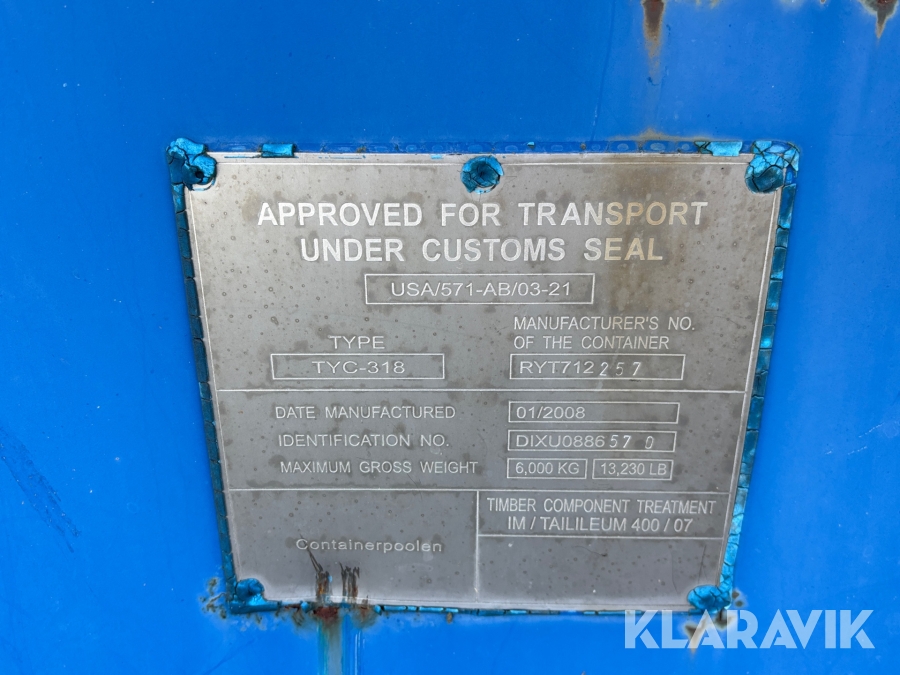 APPROVED FOR TRANSPORT
UNDER CUSTOMS SEAL
USA/571-AB/03-21
TYPE
TYC-318
MANUFACTURER'S NO.
OF THE CONTAINER
RYT712257
DATE MANUFACTURED 01/2008
IDENTIFICATION NO. DIXU088657 0
MAXIMUM GROSS WEIGHT 6,000 KG 13,230 LB
Containerpoolen
TIMBER COMPONENT TREATMENT
IM / TAILILEUM 400 / 07
KLARAVIK